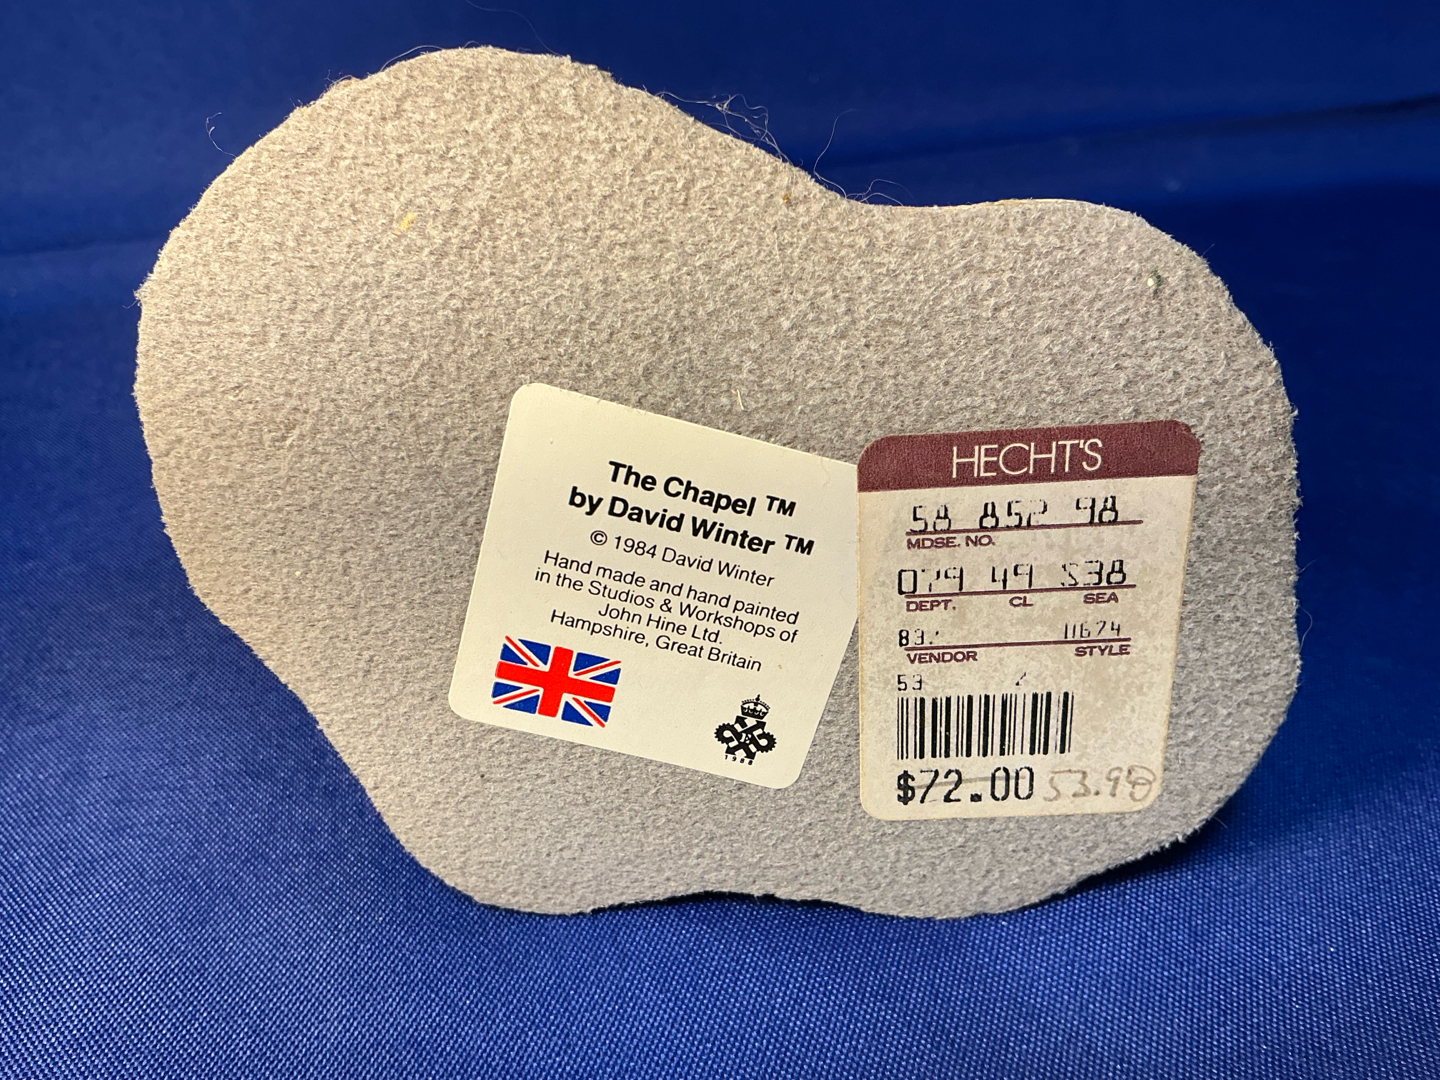 The Chapel ™
by David Winter ™
© 1984 David Winter
Hand made and hand painted
in the Studios & Workshops of
John Hine Ltd.
Hampshire, Great Britain
1988
HECHT'S
58 852 98
MDSE. NO.
079 49 S38
DEPT. CL SEA
11674
VENDOR STYLE
53
$72.00 53.98